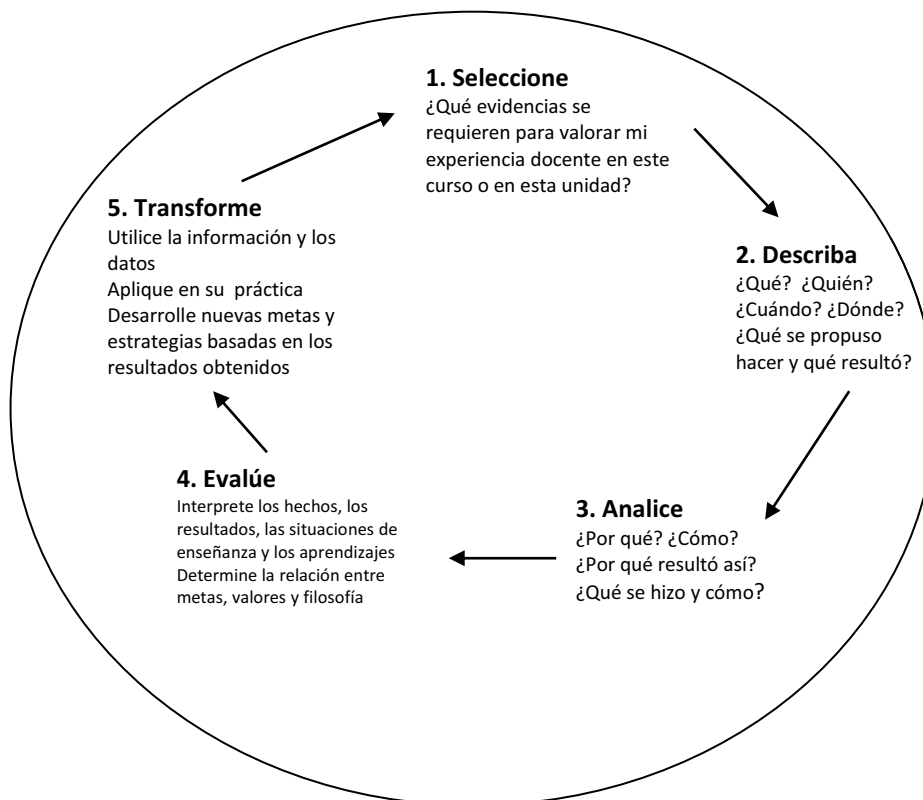 1. Seleccione
¿Qué evidencias se
requieren para valorar mi
experiencia docente en este
curso o en esta unidad?
2. Describa
¿Qué? ¿Quién?
¿Cuándo? ¿Dónde?
¿Qué se propuso
hacer y qué resultó?
3. Analice
¿Por qué? ¿Cómo?
¿Por qué resultó así?
¿Qué se hizo y cómo?
4. Evalúe
Interprete los hechos, los
resultados, las situaciones de
enseñanza y los aprendizajes
Determine la relación entre
metas, valores y filosofía
5. Transforme
Utilice la información y los
datos
Aplique en su práctica
Desarrolle nuevas metas y
estrategias basadas en los
resultados obtenidos